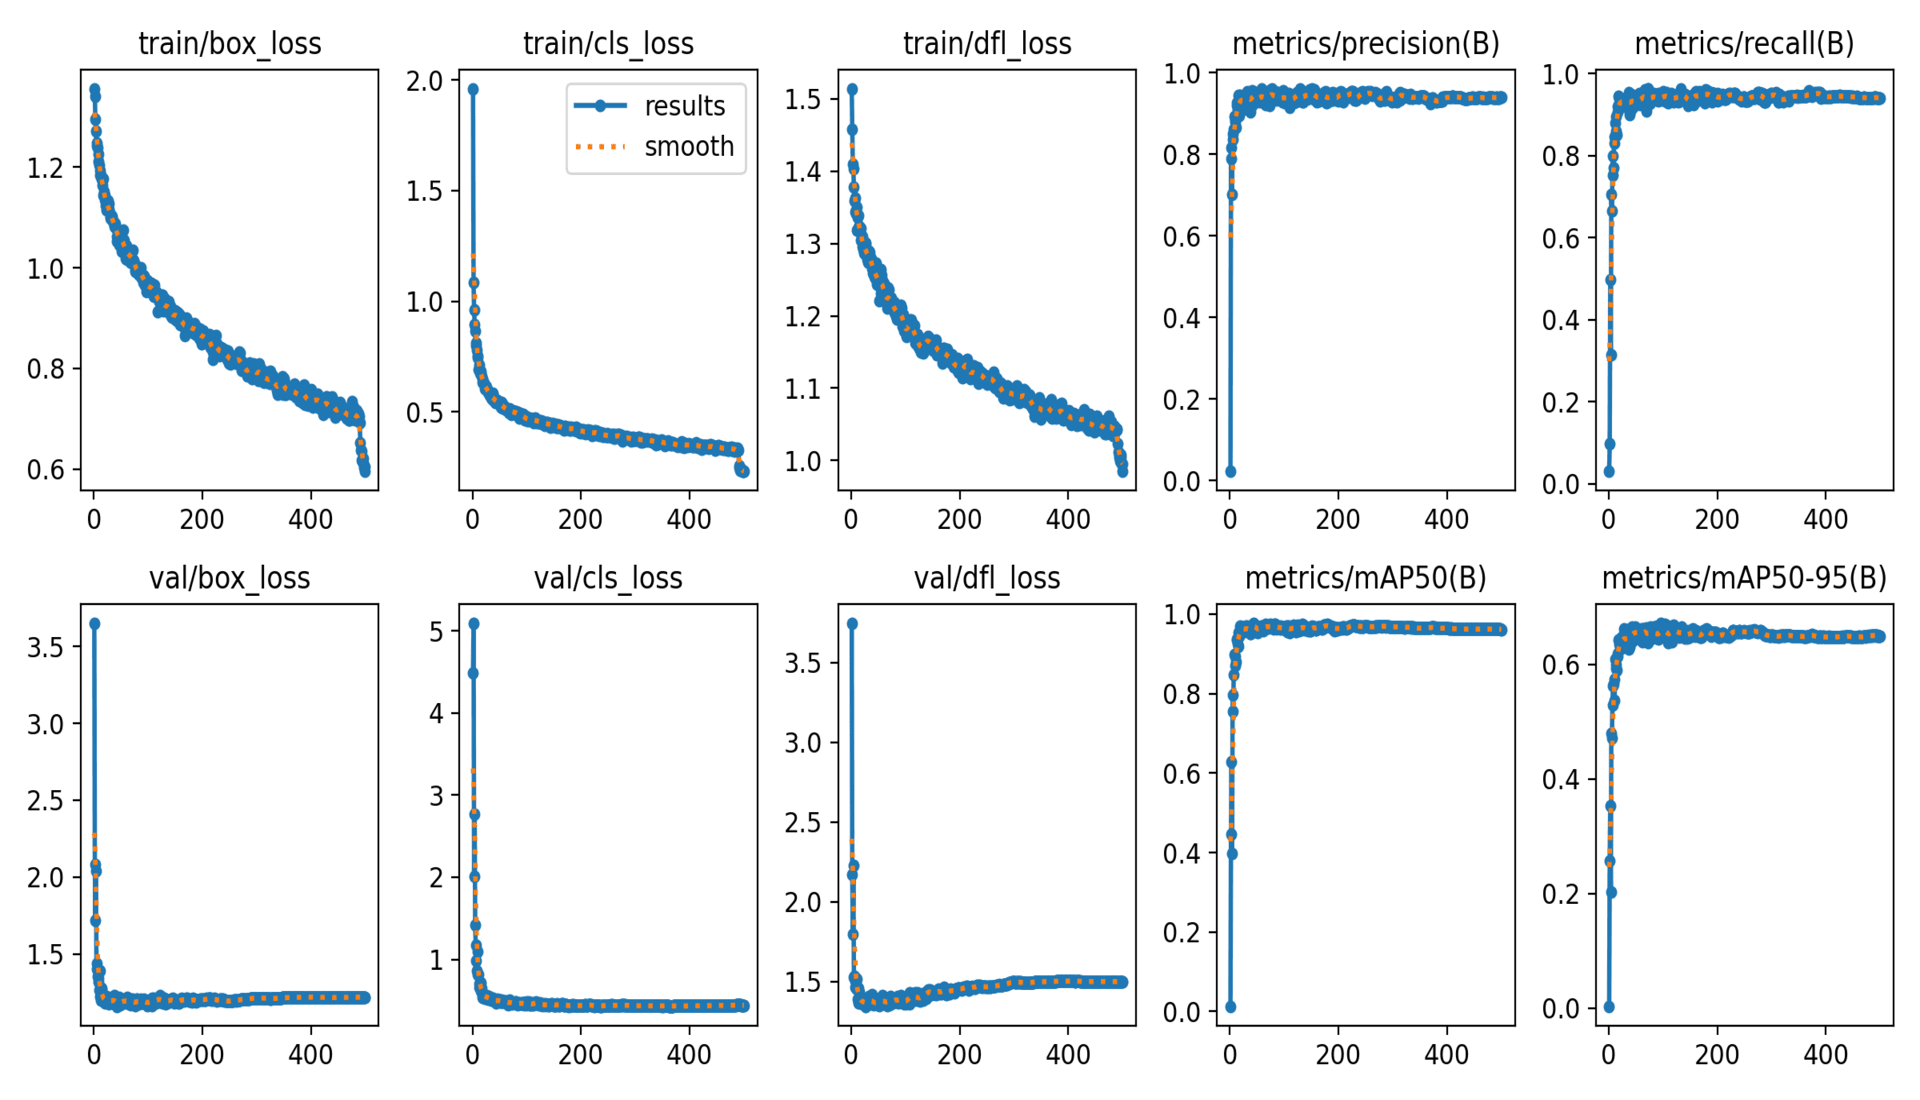 train/box_loss
train/cls_loss
train/dfl_loss
metrics/precision(B)
metrics/recall(B)
results
smooth
1.2
1.0
0.8
0.6
0 200 400
2.0
1.5
1.0
0.5
0 200 400
1.5
1.4
1.3
1.2
1.1
1.0
0 200 400
1.0
0.8
0.6
0.4
0.2
0.0
0 200 400
1.0
0.8
0.6
0.4
0.2
0.0
0 200 400
val/box_loss
val/cls_loss
val/dfl_loss
metrics/mAP50(B)
metrics/mAP50-95(B)
3.5
3.0
2.5
2.0
1.5
0 200 400
5
4
3
2
1
0 200 400
3.5
3.0
2.5
2.0
1.5
0 200 400
1.0
0.8
0.6
0.4
0.2
0.0
0 200 400
0.6
0.4
0.2
0.0
0 200 400